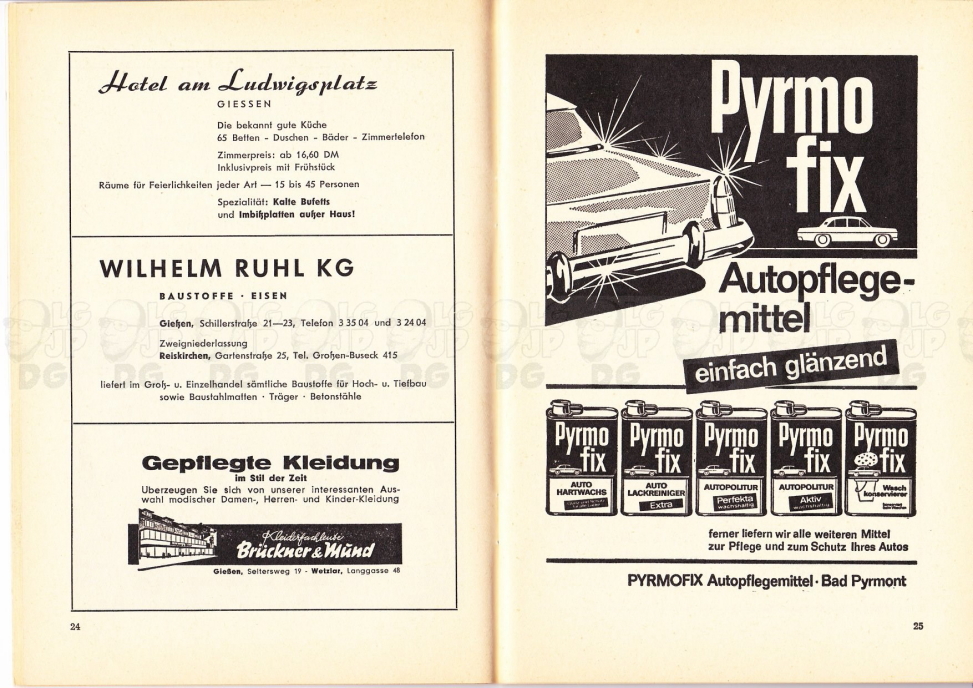 Hotel am Ludwigsplatz
GIESSEN
Die bekannt gute Küche
65 Betten - Duschen - Bäder - Zimmertelefon
Zimmerpreis: ab 16,60 DM
Inklusivpreis mit Frühstück
Räume für Feierlichkeiten jeder Art — 15 bis 45 Personen
Spezialität: Kalte Bufetts
und Imbißplatten außer Haus!
WILHELM RUHL KG
BAUSTOFFE · EISEN
Gießen, Schillerstraße 21—23, Telefon 3 35 04 und 3 24 04
Zweigniederlassung
Reiskirchen, Gartenstraße 25, Tel. Großen-Buseck 415
liefert im Groß- u. Einzelhandel sämtliche Baustoffe für Hoch- u. Tiefbau
sowie Baustahlmatten · Träger · Betonstähle
Gepflegte Kleidung
im Stil der Zeit
Überzeugen Sie sich von unserer interessanten Aus-
wahl modischer Damen-, Herren- und Kinder-Kleidung
Kleiderfachleute
Brückner & Münd
Gießen, Seltersweg 19 - Wetzlar, Langgasse 48
24
Pyrmo
fix
Autopflege-
mittel
einfach glänzend
Pyrmo
fix
AUTO
HARTWACHS
Pyrmo
fix
AUTO
LACKREINIGER
Extra
Pyrmo
fix
AUTOPOLITUR
Perfekta
wachshaltig
Pyrmo
fix
AUTOPOLITUR
Aktiv
wachshaltig
Pyrmo
fix
Wasch
konservierer
ferner liefern wir alle weiteren Mittel
zur Pflege und zum Schutz Ihres Autos
PYRMOFIX Autopflegemittel · Bad Pyrmont
25
LG
JP
DG